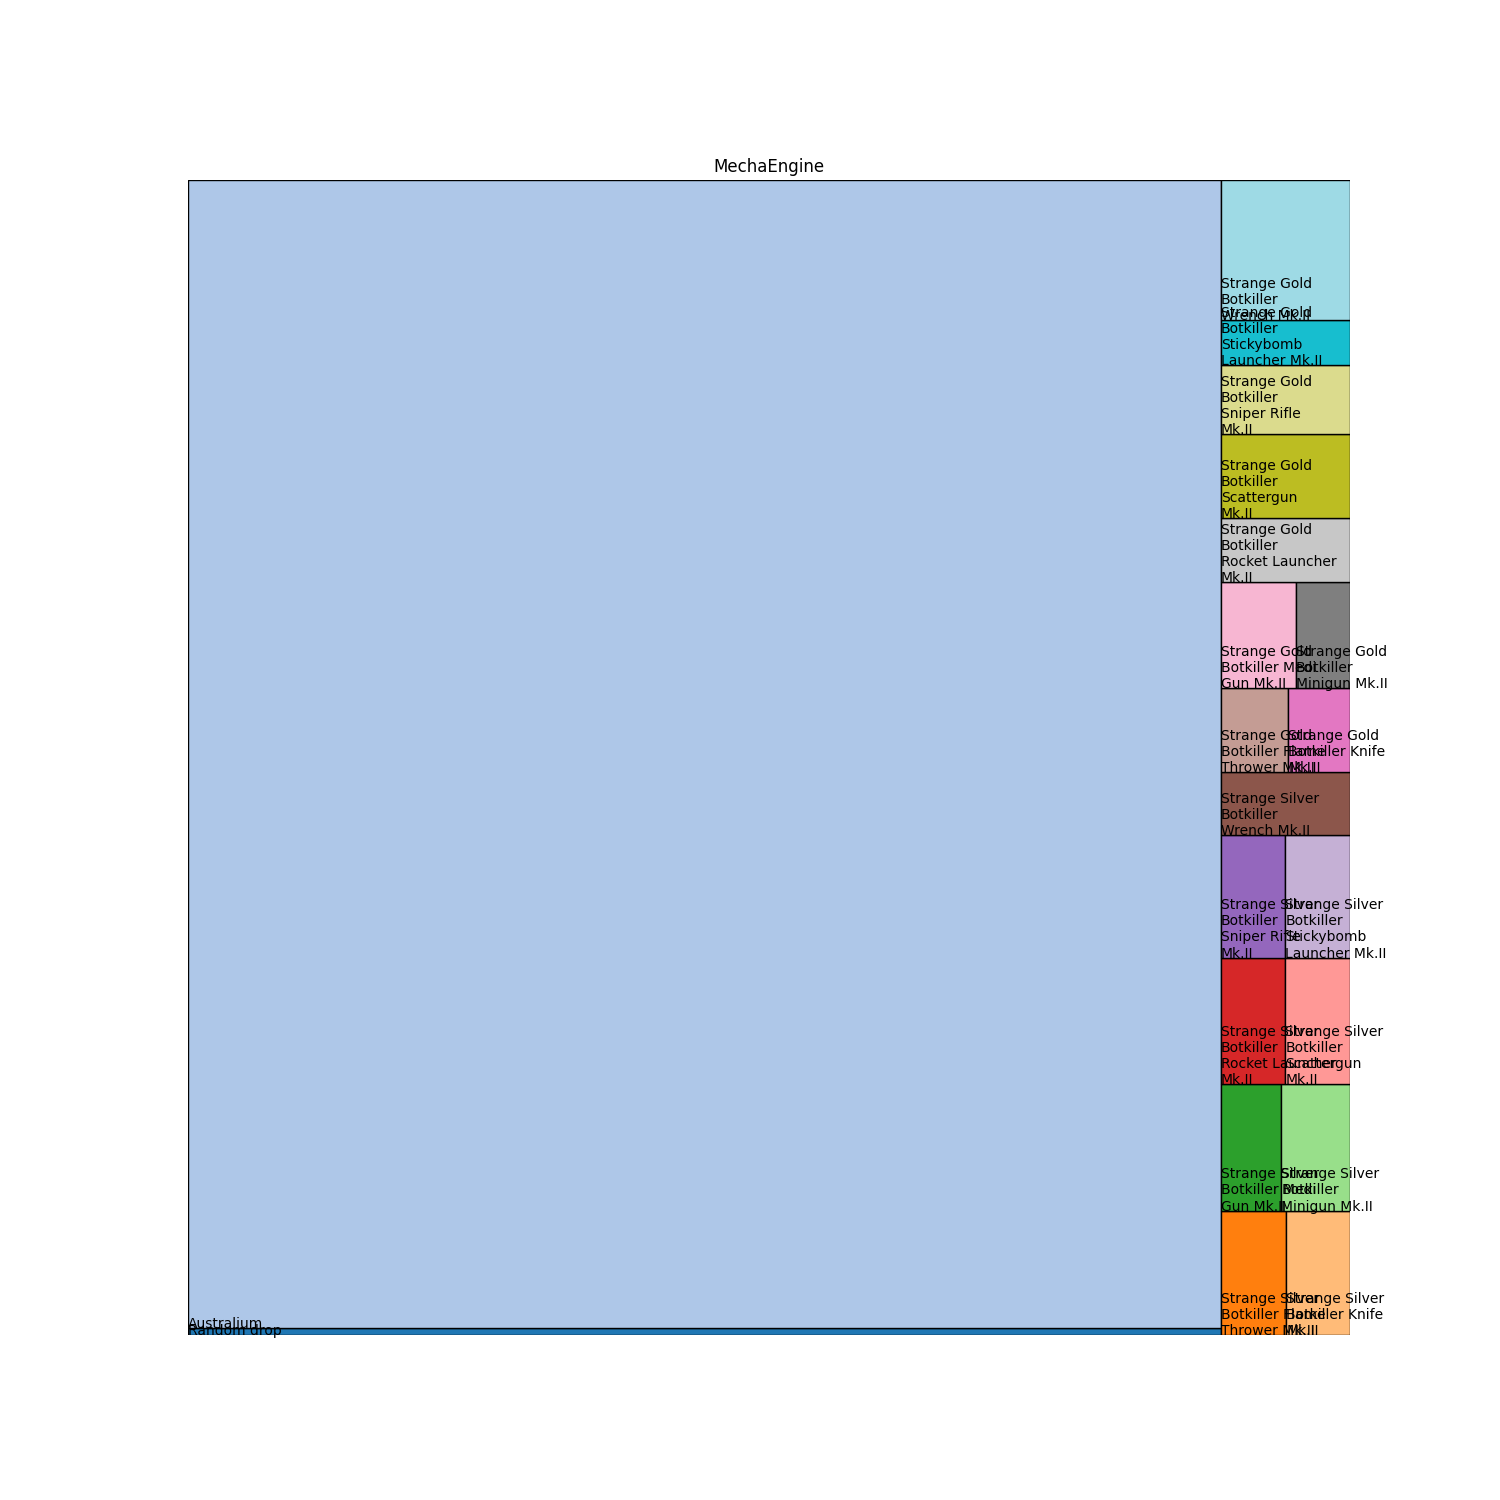 MechaEngine
Strange Gold
Botkiller
Wrench Mk.II
Strange Gold
Botkiller
Stickybomb
Launcher Mk.II
Strange Gold
Botkiller
Sniper Rifle
Mk.II
Strange Gold
Botkiller
Scattergun
Mk.II
Strange Gold
Botkiller
Rocket Launcher
Mk.II
Strange Gold
Botkiller Medi
Gun Mk.II
Strange Gold
Botkiller
Minigun Mk.II
Strange Gold
Botkiller Flame
Thrower Mk.II
Strange Gold
Botkiller Knife
Mk.II
Strange Silver
Botkiller
Wrench Mk.II
Strange Silver
Botkiller
Sniper Rifle
Mk.II
Strange Silver
Botkiller
Stickybomb
Launcher Mk.II
Strange Silver
Botkiller
Rocket Launcher
Mk.II
Strange Silver
Botkiller
Scattergun
Mk.II
Strange Silver
Botkiller Medi
Gun Mk.II
Strange Silver
Botkiller
Minigun Mk.II
Strange Silver
Botkiller Flame
Thrower Mk.II
Strange Silver
Botkiller Knife
Mk.II
Australium
Random drop